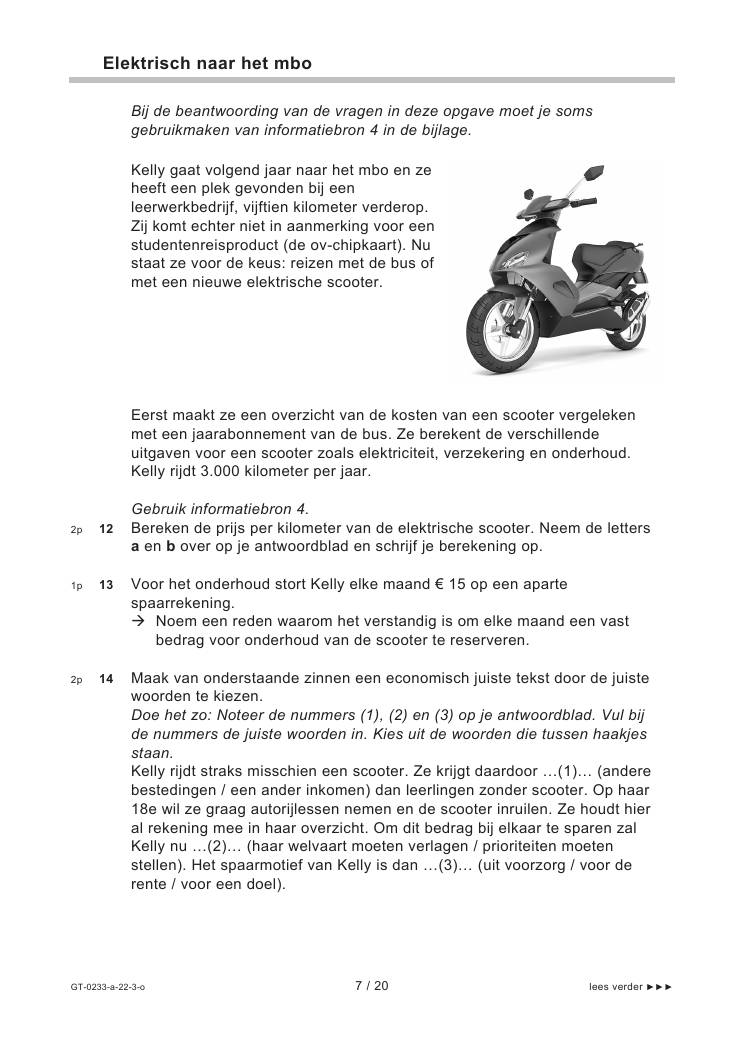 Elektrisch naar het mbo
Bij de beantwoording van de vragen in deze opgave moet je soms
gebruikmaken van informatiebron 4 in de bijlage.
Kelly gaat volgend jaar naar het mbo en ze
heeft een plek gevonden bij een
leerwerkbedrijf, vijftien kilometer verderop.
Zij komt echter niet in aanmerking voor een
studentenreisproduct (de ov-chipkaart). Nu
staat ze voor de keus: reizen met de bus of
met een nieuwe elektrische scooter.
Eerst maakt ze een overzicht van de kosten van een scooter vergeleken
met een jaarabonnement van de bus. Ze berekent de verschillende
uitgaven voor een scooter zoals elektriciteit, verzekering en onderhoud.
Kelly rijdt 3.000 kilometer per jaar.
Gebruik informatiebron 4.
2p 12 Bereken de prijs per kilometer van de elektrische scooter. Neem de letters
a en b over op je antwoordblad en schrijf je berekening op.
1p 13 Voor het onderhoud stort Kelly elke maand € 15 op een aparte
spaarrekening.
→ Noem een reden waarom het verstandig is om elke maand een vast
bedrag voor onderhoud van de scooter te reserveren.
2p 14 Maak van onderstaande zinnen een economisch juiste tekst door de juiste
woorden te kiezen.
Doe het zo: Noteer de nummers (1), (2) en (3) op je antwoordblad. Vul bij
de nummers de juiste woorden in. Kies uit de woorden die tussen haakjes
staan.
Kelly rijdt straks misschien een scooter. Ze krijgt daardoor …(1)… (andere
bestedingen / een ander inkomen) dan leerlingen zonder scooter. Op haar
18e wil ze graag autorijlessen nemen en de scooter inruilen. Ze houdt hier
al rekening mee in haar overzicht. Om dit bedrag bij elkaar te sparen zal
Kelly nu …(2)… (haar welvaart moeten verlagen / prioriteiten moeten
stellen). Het spaarmotief van Kelly is dan …(3)… (uit voorzorg / voor de
rente / voor een doel).
GT-0233-a-22-3-o 7 / 20 lees verder ►►►